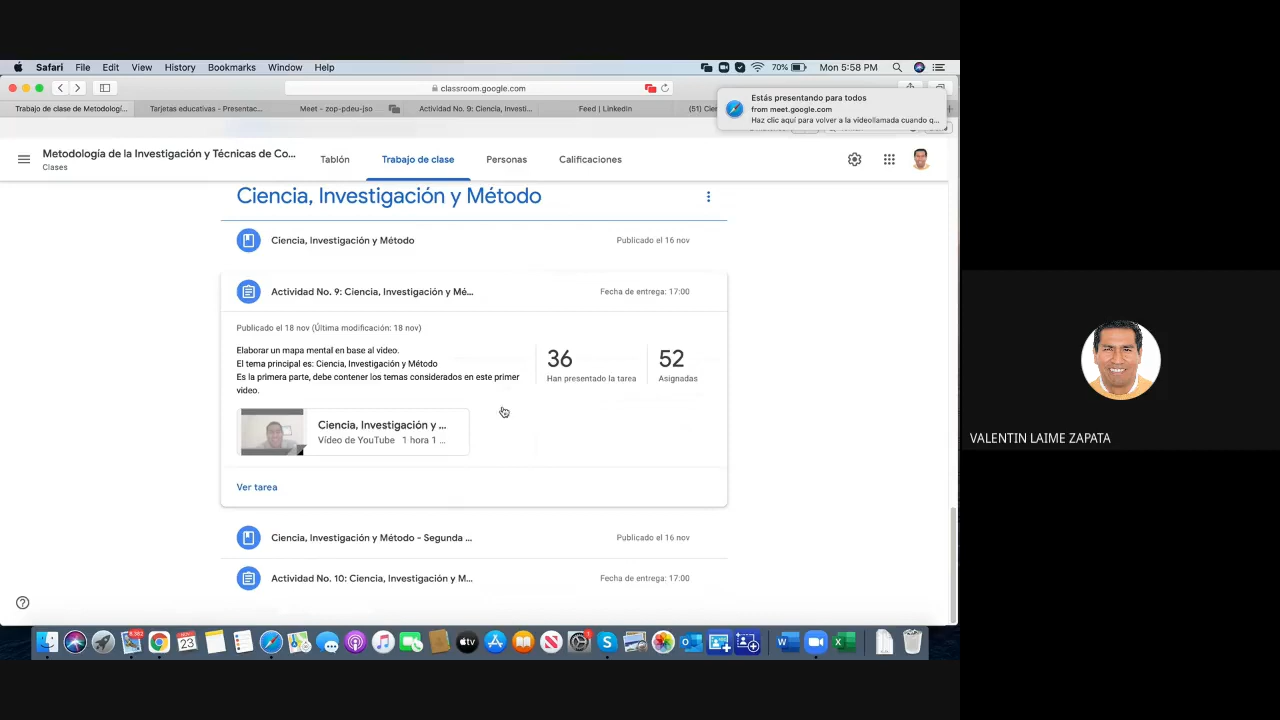 Safari File Edit View History Bookmarks Window Help
70% Mon 5:58 PM
classroom.google.com
Trabajo de clase de Metodologí...
Tarjetas educativas - Presentac...
Meet - zop-pdeu-jso
Actividad No. 9: Ciencia, Investi...
Feed | LinkedIn
(51) Cien
Estás presentando para todos
from meet.google.com
Haz clic aquí para volver a la videollamada cuando q...
Metodología de la Investigación y Técnicas de Co...
Clases
Tablón
Trabajo de clase
Personas
Calificaciones
Ciencia, Investigación y Método
Ciencia, Investigación y Método
Publicado el 16 nov
Actividad No. 9: Ciencia, Investigación y Mé...
Fecha de entrega: 17:00
Publicado el 18 nov (Última modificación: 18 nov)
Elaborar un mapa mental en base al vídeo.
El tema principal es: Ciencia, Investigación y Método
Es la primera parte, debe contener los temas considerados en este primer
video.
36
Han presentado la tarea
52
Asignadas
Ciencia, Investigación y ...
Vídeo de YouTube 1 hora 1 ...
Ver tarea
Ciencia, Investigación y Método - Segunda ...
Publicado el 16 nov
Actividad No. 10: Ciencia, Investigación y M...
Fecha de entrega: 17:00
VALENTIN LAIME ZAPATA
23
tv